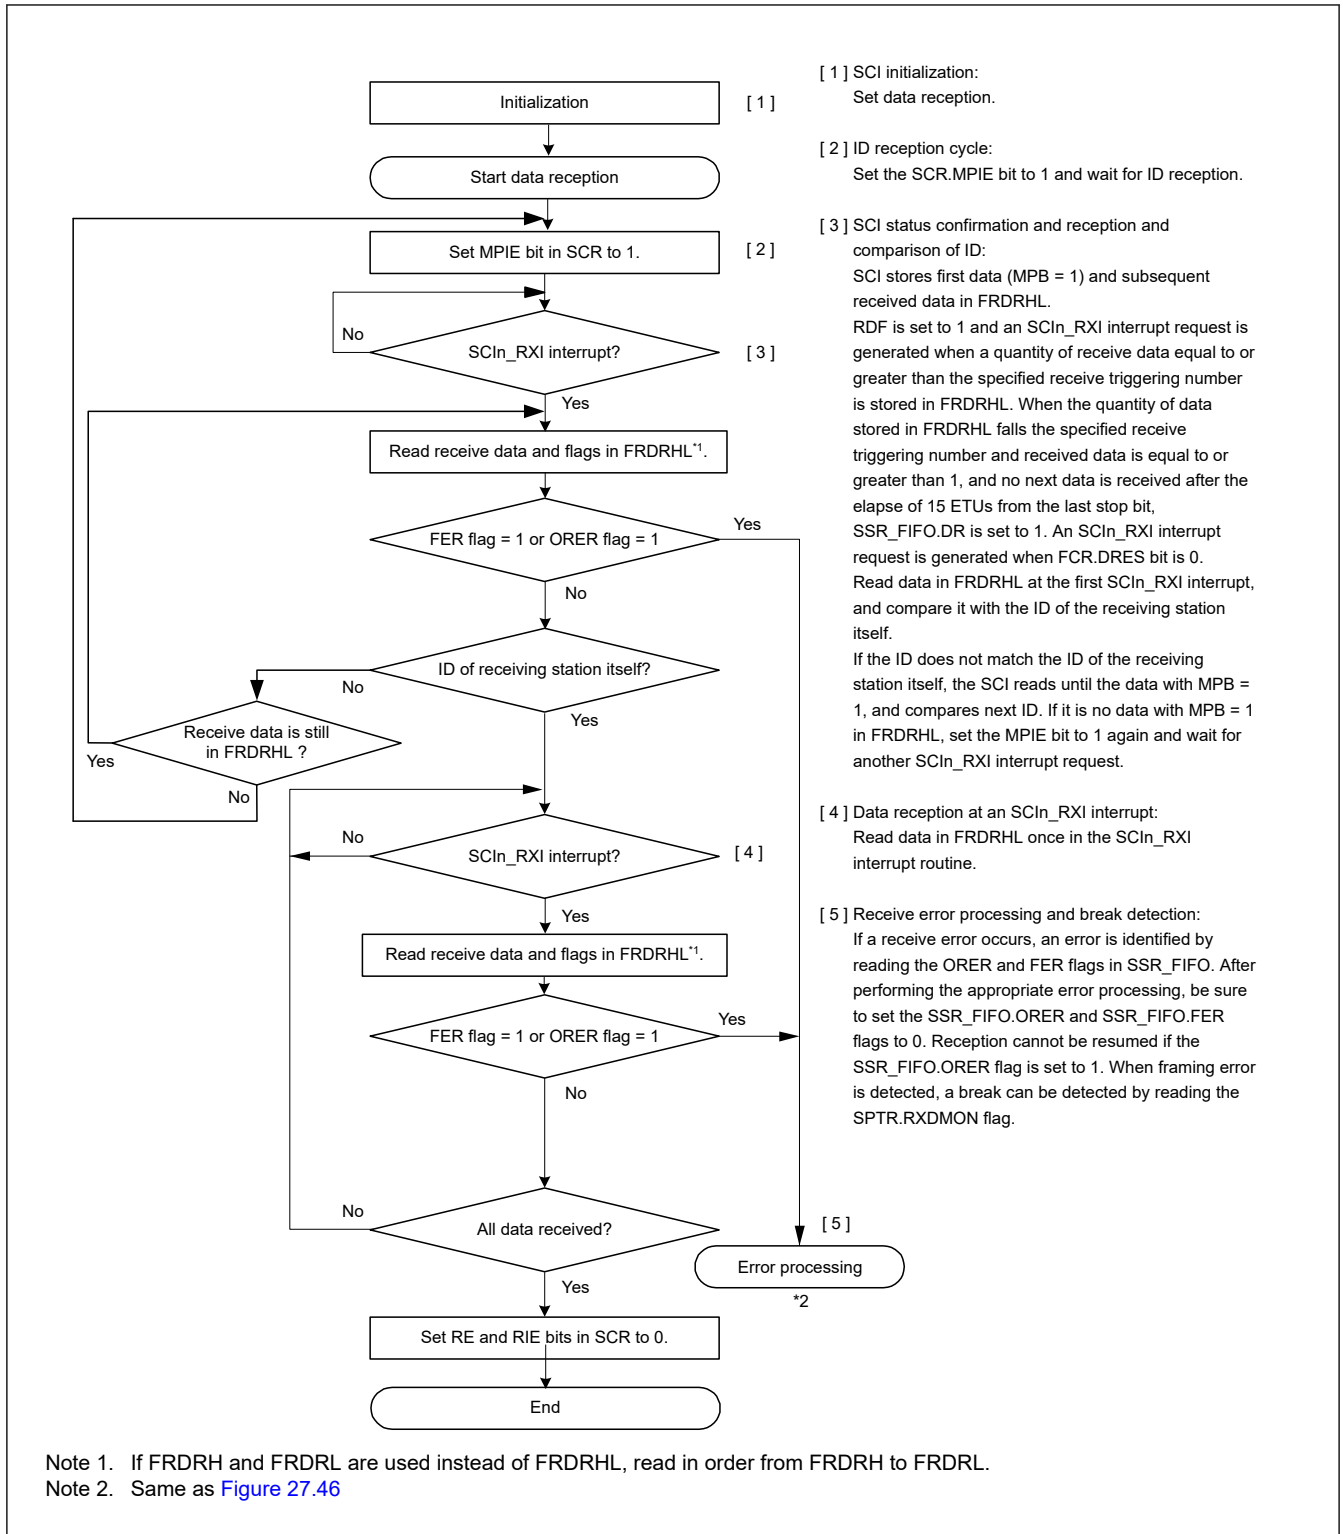 Initialization
[ 1 ]
Start data reception
Set MPIE bit in SCR to 1.
[ 2 ]
No
SCIn_RXI interrupt?
[ 3 ]
Yes
Read receive data and flags in FRDRHL*1.
FER flag = 1 or ORER flag = 1
Yes
No
ID of receiving station itself?
No
Yes
Receive data is still
in FRDRHL ?
Yes
No
No
SCIn_RXI interrupt?
[ 4 ]
Yes
Read receive data and flags in FRDRHL*1.
FER flag = 1 or ORER flag = 1
Yes
No
No
All data received?
Yes
[ 5 ]
Error processing
*2
Set RE and RIE bits in SCR to 0.
End
[ 1 ] SCI initialization:
Set data reception.
[ 2 ] ID reception cycle:
Set the SCR.MPIE bit to 1 and wait for ID reception.
[ 3 ] SCI status confirmation and reception and
comparison of ID:
SCI stores first data (MPB = 1) and subsequent
received data in FRDRHL.
RDF is set to 1 and an SCIn_RXI interrupt request is
generated when a quantity of receive data equal to or
greater than the specified receive triggering number
is stored in FRDRHL. When the quantity of data
stored in FRDRHL falls the specified receive
triggering number and received data is equal to or
greater than 1, and no next data is received after the
elapse of 15 ETUs from the last stop bit,
SSR_FIFO.DR is set to 1. An SCIn_RXI interrupt
request is generated when FCR.DRES bit is 0.
Read data in FRDRHL at the first SCIn_RXI interrupt,
and compare it with the ID of the receiving station
itself.
If the ID does not match the ID of the receiving
station itself, the SCI reads until the data with MPB =
1, and compares next ID. If it is no data with MPB = 1
in FRDRHL, set the MPIE bit to 1 again and wait for
another SCIn_RXI interrupt request.
[ 4 ] Data reception at an SCIn_RXI interrupt:
Read data in FRDRHL once in the SCIn_RXI
interrupt routine.
[ 5 ] Receive error processing and break detection:
If a receive error occurs, an error is identified by
reading the ORER and FER flags in SSR_FIFO. After
performing the appropriate error processing, be sure
to set the SSR_FIFO.ORER and SSR_FIFO.FER
flags to 0. Reception cannot be resumed if the
SSR_FIFO.ORER flag is set to 1. When framing error
is detected, a break can be detected by reading the
SPTR.RXDMON flag.
Note 1. If FRDRH and FRDRL are used instead of FRDRHL, read in order from FRDRH to FRDRL.
Note 2. Same as Figure 27.46